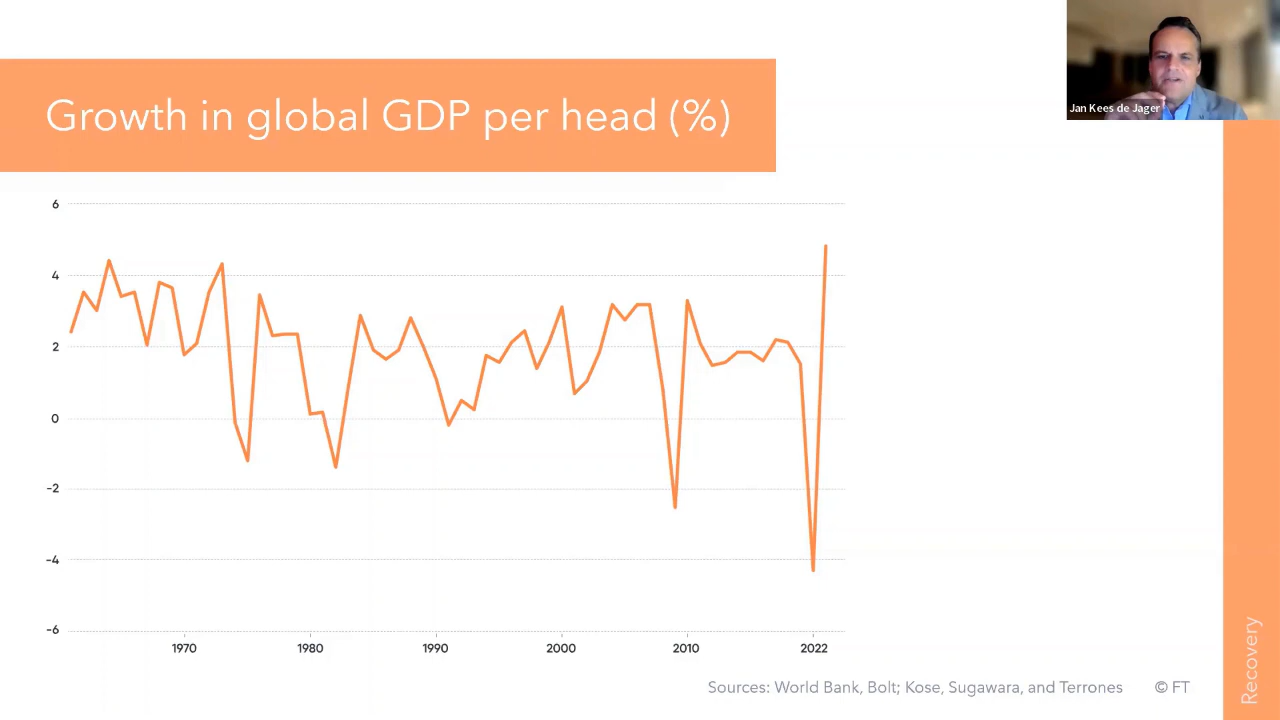 Jan Kees de Jager
Growth in global GDP per head (%)
6
4
2
0
-2
-4
-6
1970 1980 1990 2000 2010 2022
Sources: World Bank, Bolt; Kose, Sugawara, and Terrones © FT
Recovery